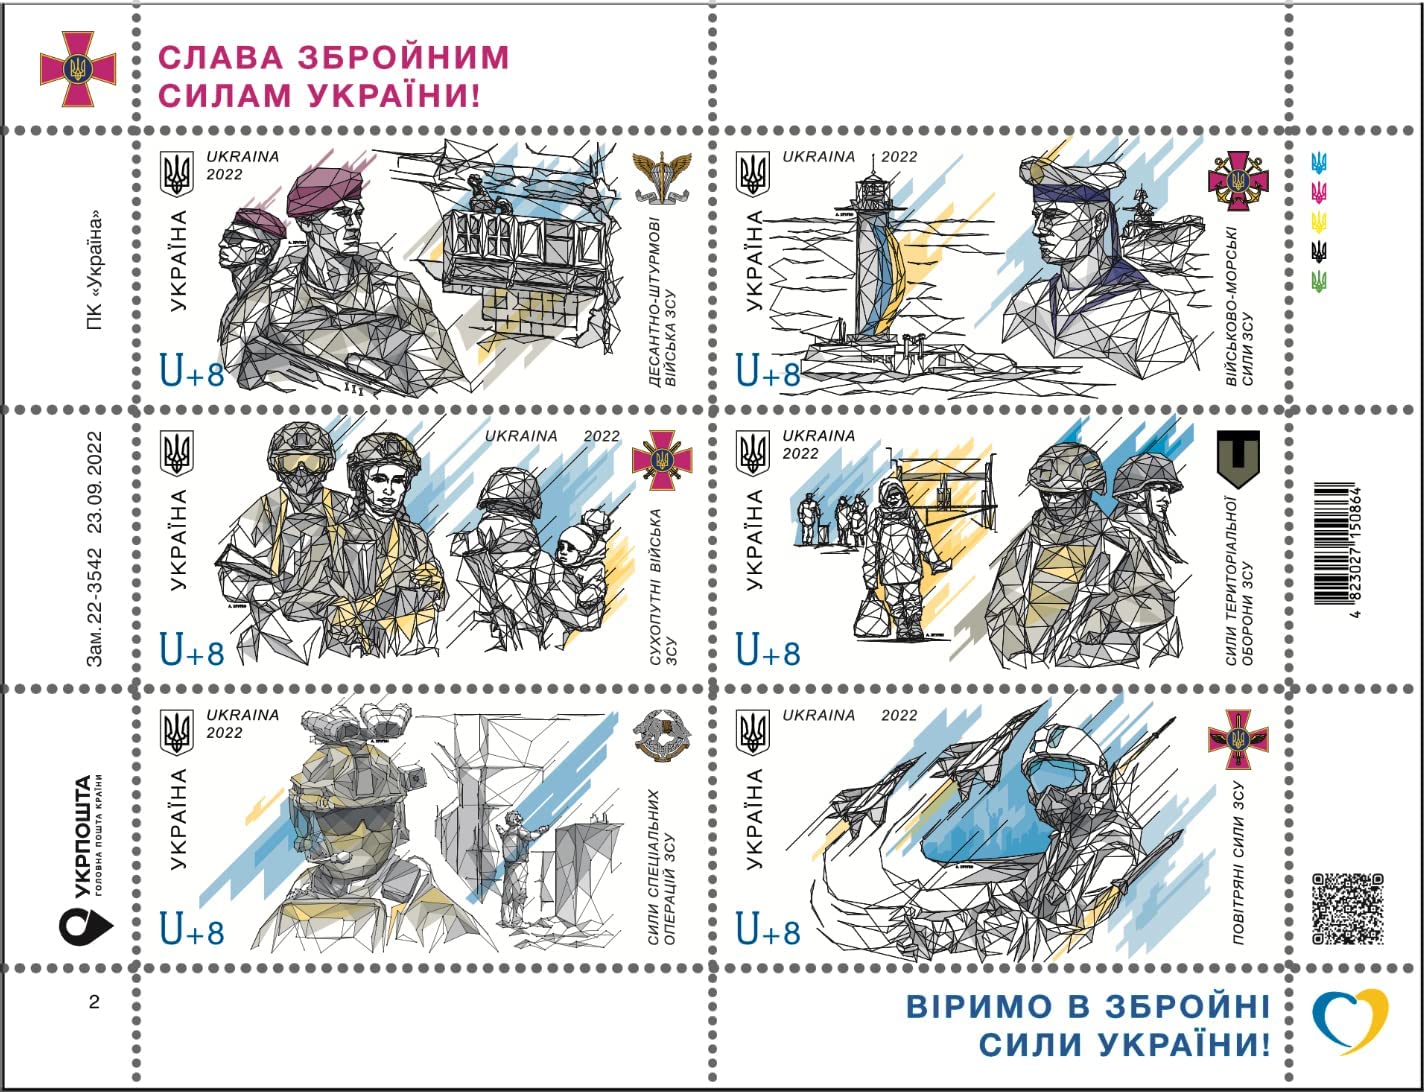 СЛАВА ЗБРОЙНИМ
СИЛАМ УКРАЇНИ!
ПК «Україна»
UKRAINA
2022
УКРАЇНА
U+8
ДЕСАНТНО-ШТУРМОВІ
ВІЙСЬКА ЗСУ
UKRAINA 2022
УКРАЇНА
U+8
ВІЙСЬКОВО-МОРСЬКІ
СИЛИ ЗСУ
Зам. 22-3542 23.09.2022
UKRAINA 2022
УКРАЇНА
U+8
СУХОПУТНІ ВІЙСЬКА
ЗСУ
UKRAINA
2022
УКРАЇНА
U+8
СИЛИ ТЕРИТОРІАЛЬНОЇ
ОБОРОНИ ЗСУ
4 823027 150864
УКРПОШТА
ГОЛОВНА ПОШТА КРАЇНИ
UKRAINA
2022
УКРАЇНА
U+8
СИЛИ СПЕЦІАЛЬНИХ
ОПЕРАЦІЙ ЗСУ
UKRAINA 2022
УКРАЇНА
U+8
ПОВІТРЯНІ СИЛИ ЗСУ
2
ВІРИМО В ЗБРОЙНІ
СИЛИ УКРАЇНИ!